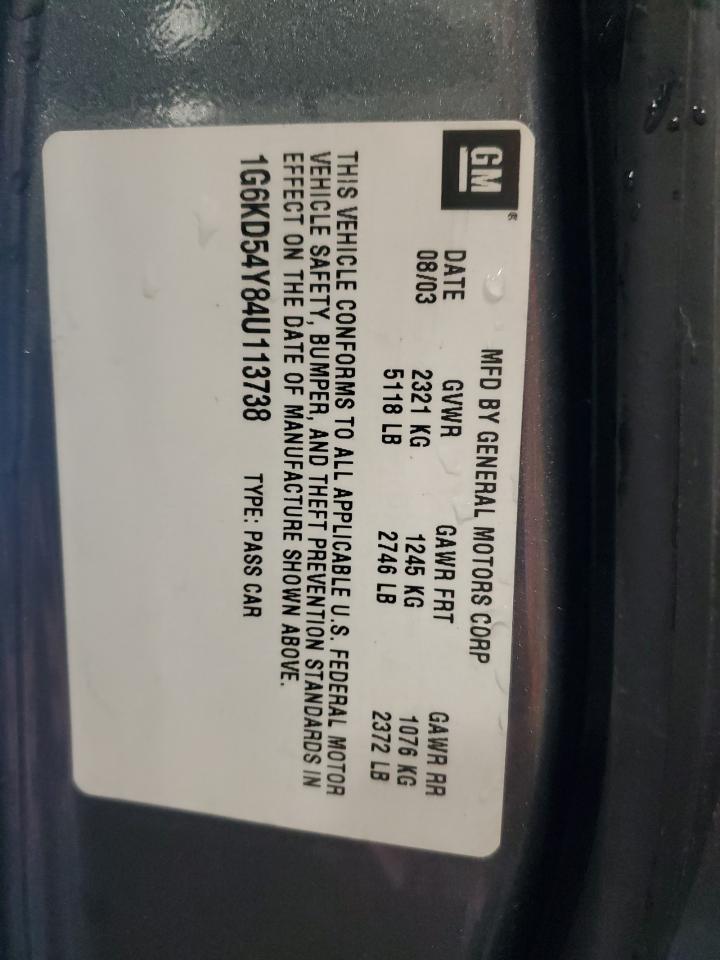 GM®
MFD BY GENERAL MOTORS CORP
DATE GVWR GAWR FRT GAWR RR
08/03 2321 KG 1245 KG 1076 KG
5118 LB 2746 LB 2372 LB
THIS VEHICLE CONFORMS TO ALL APPLICABLE U.S. FEDERAL MOTOR
VEHICLE SAFETY, BUMPER, AND THEFT PREVENTION STANDARDS IN
EFFECT ON THE DATE OF MANUFACTURE SHOWN ABOVE.
1G6KD54Y84U113738 TYPE: PASS CAR